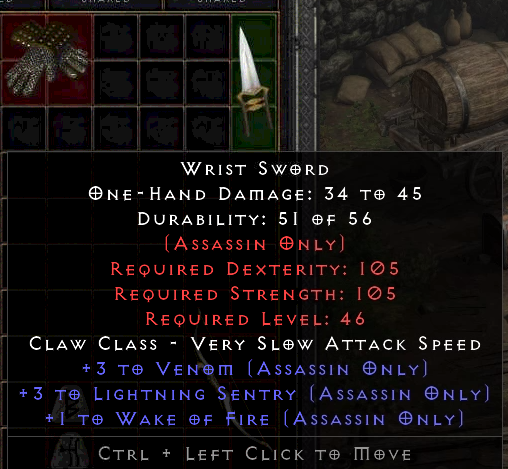 SHARED
Wrist Sword
One-Hand Damage: 34 to 45
Durability: 51 of 56
(Assassin Only)
Required Dexterity: 105
Required Strength: 105
Required Level: 46
Claw Class - Very Slow Attack Speed
+3 to Venom (Assassin Only)
+3 to Lightning Sentry (Assassin Only)
+1 to Wake of Fire (Assassin Only)
Ctrl + Left Click to Move